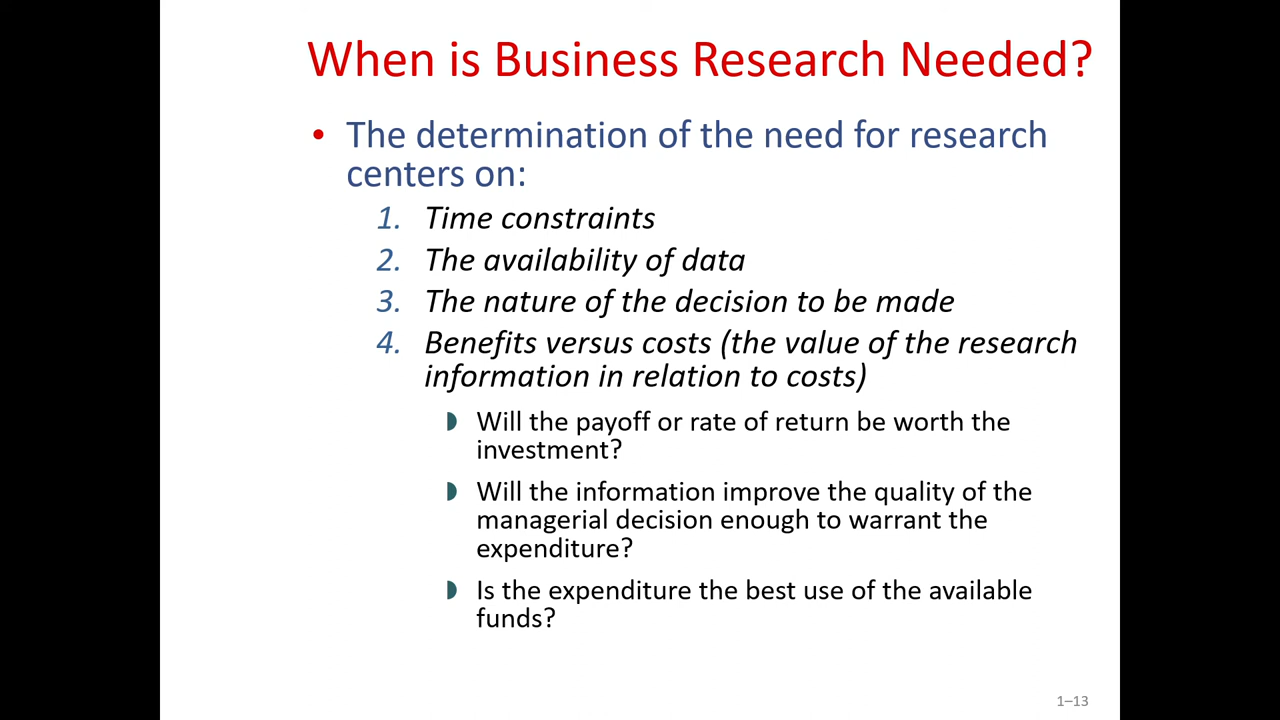 When is Business Research Needed?
• The determination of the need for research
centers on:
1. Time constraints
2. The availability of data
3. The nature of the decision to be made
4. Benefits versus costs (the value of the research
information in relation to costs)
Will the payoff or rate of return be worth the
investment?
Will the information improve the quality of the
managerial decision enough to warrant the
expenditure?
Is the expenditure the best use of the available
funds?
1–13